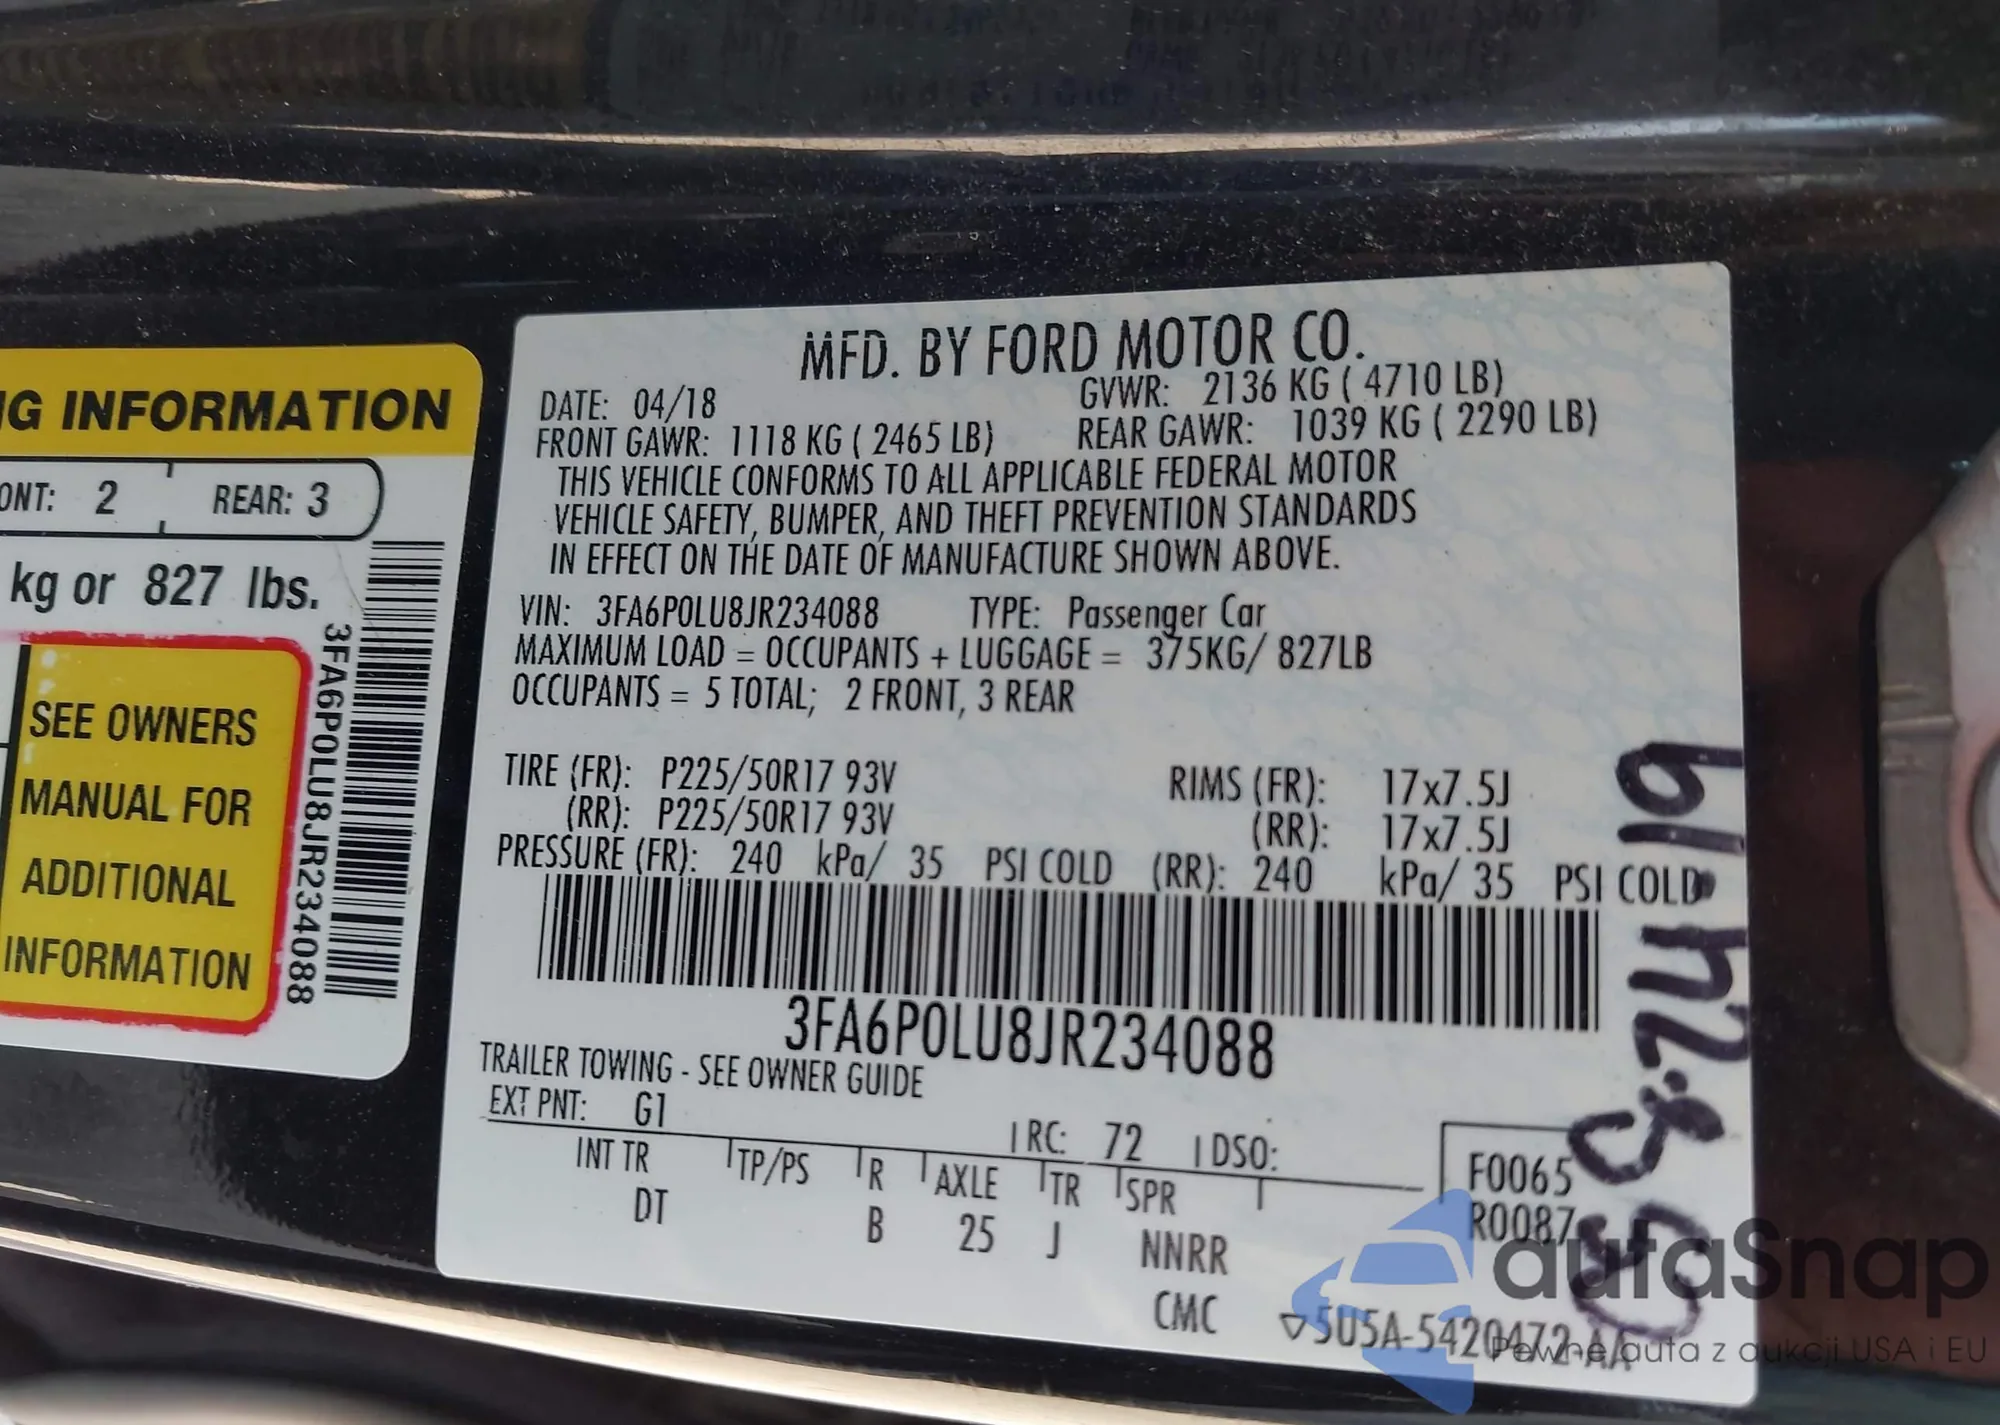 NG INFORMATION
ONT: 2 REAR: 3
kg or 827 lbs.
SEE OWNERS
MANUAL FOR
ADDITIONAL
INFORMATION
3FA6P0LU8JR234088
MFD. BY FORD MOTOR CO.
DATE: 04/18 GVWR: 2136 KG ( 4710 LB)
FRONT GAWR: 1118 KG ( 2465 LB) REAR GAWR: 1039 KG ( 2290 LB)
THIS VEHICLE CONFORMS TO ALL APPLICABLE FEDERAL MOTOR
VEHICLE SAFETY, BUMPER, AND THEFT PREVENTION STANDARDS
IN EFFECT ON THE DATE OF MANUFACTURE SHOWN ABOVE.
VIN: 3FA6P0LU8JR234088 TYPE: Passenger Car
MAXIMUM LOAD = OCCUPANTS + LUGGAGE = 375KG/ 827LB
OCCUPANTS = 5 TOTAL; 2 FRONT, 3 REAR
TIRE (FR): P225/50R17 93V RIMS (FR): 17x7.5J
(RR): P225/50R17 93V (RR): 17x7.5J
PRESSURE (FR): 240 kPa/ 35 PSI COLD (RR): 240 kPa/ 35 PSI COLD
3FA6P0LU8JR234088
TRAILER TOWING - SEE OWNER GUIDE
EXT PNT: G1 RC: 72 DSO:
INT TR TP/PS R AXLE TR SPR F0065
DT B 25 J NNRR R0087
CMC ▽5U5A-5420472-AA
autaSnap
Pewne auta z aukcji USA i EU